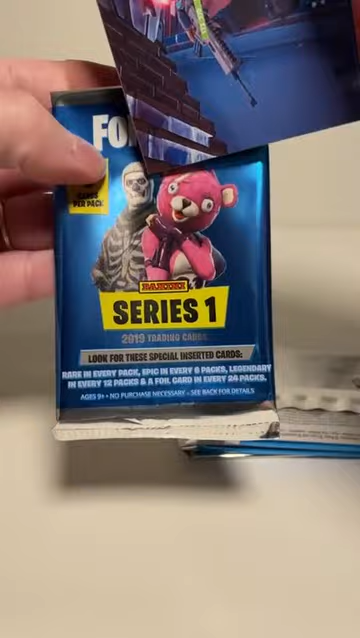 FO
CARDS
PER PACK
PANINI
SERIES 1
2019 TRADING CARDS
LOOK FOR THESE SPECIAL INSERTED CARDS:
RARE IN EVERY PACK, EPIC IN EVERY 6 PACKS, LEGENDARY
IN EVERY 12 PACKS & A FOIL CARD IN EVERY 24 PACKS.
AGES 9+ • NO PURCHASE NECESSARY – SEE BACK FOR DETAILS